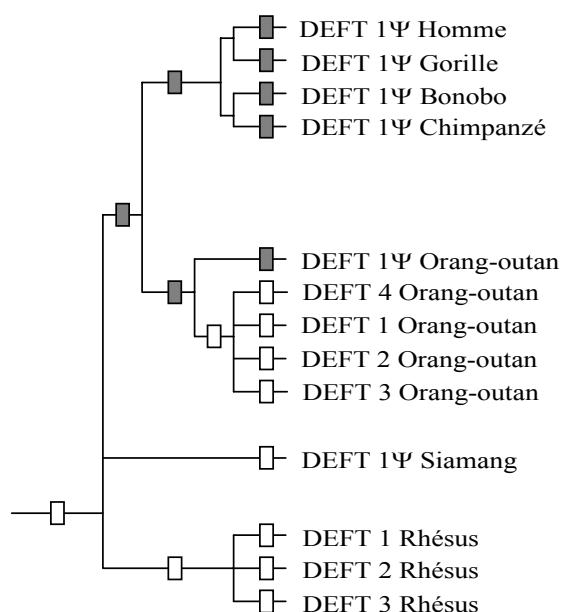 DEFT 1Ψ Homme
DEFT 1Ψ Gorille
DEFT 1Ψ Bonobo
DEFT 1Ψ Chimpanzé
DEFT 1Ψ Orang-outan
DEFT 4 Orang-outan
DEFT 1 Orang-outan
DEFT 2 Orang-outan
DEFT 3 Orang-outan
DEFT 1Ψ Siamang
DEFT 1 Rhésus
DEFT 2 Rhésus
DEFT 3 Rhésus